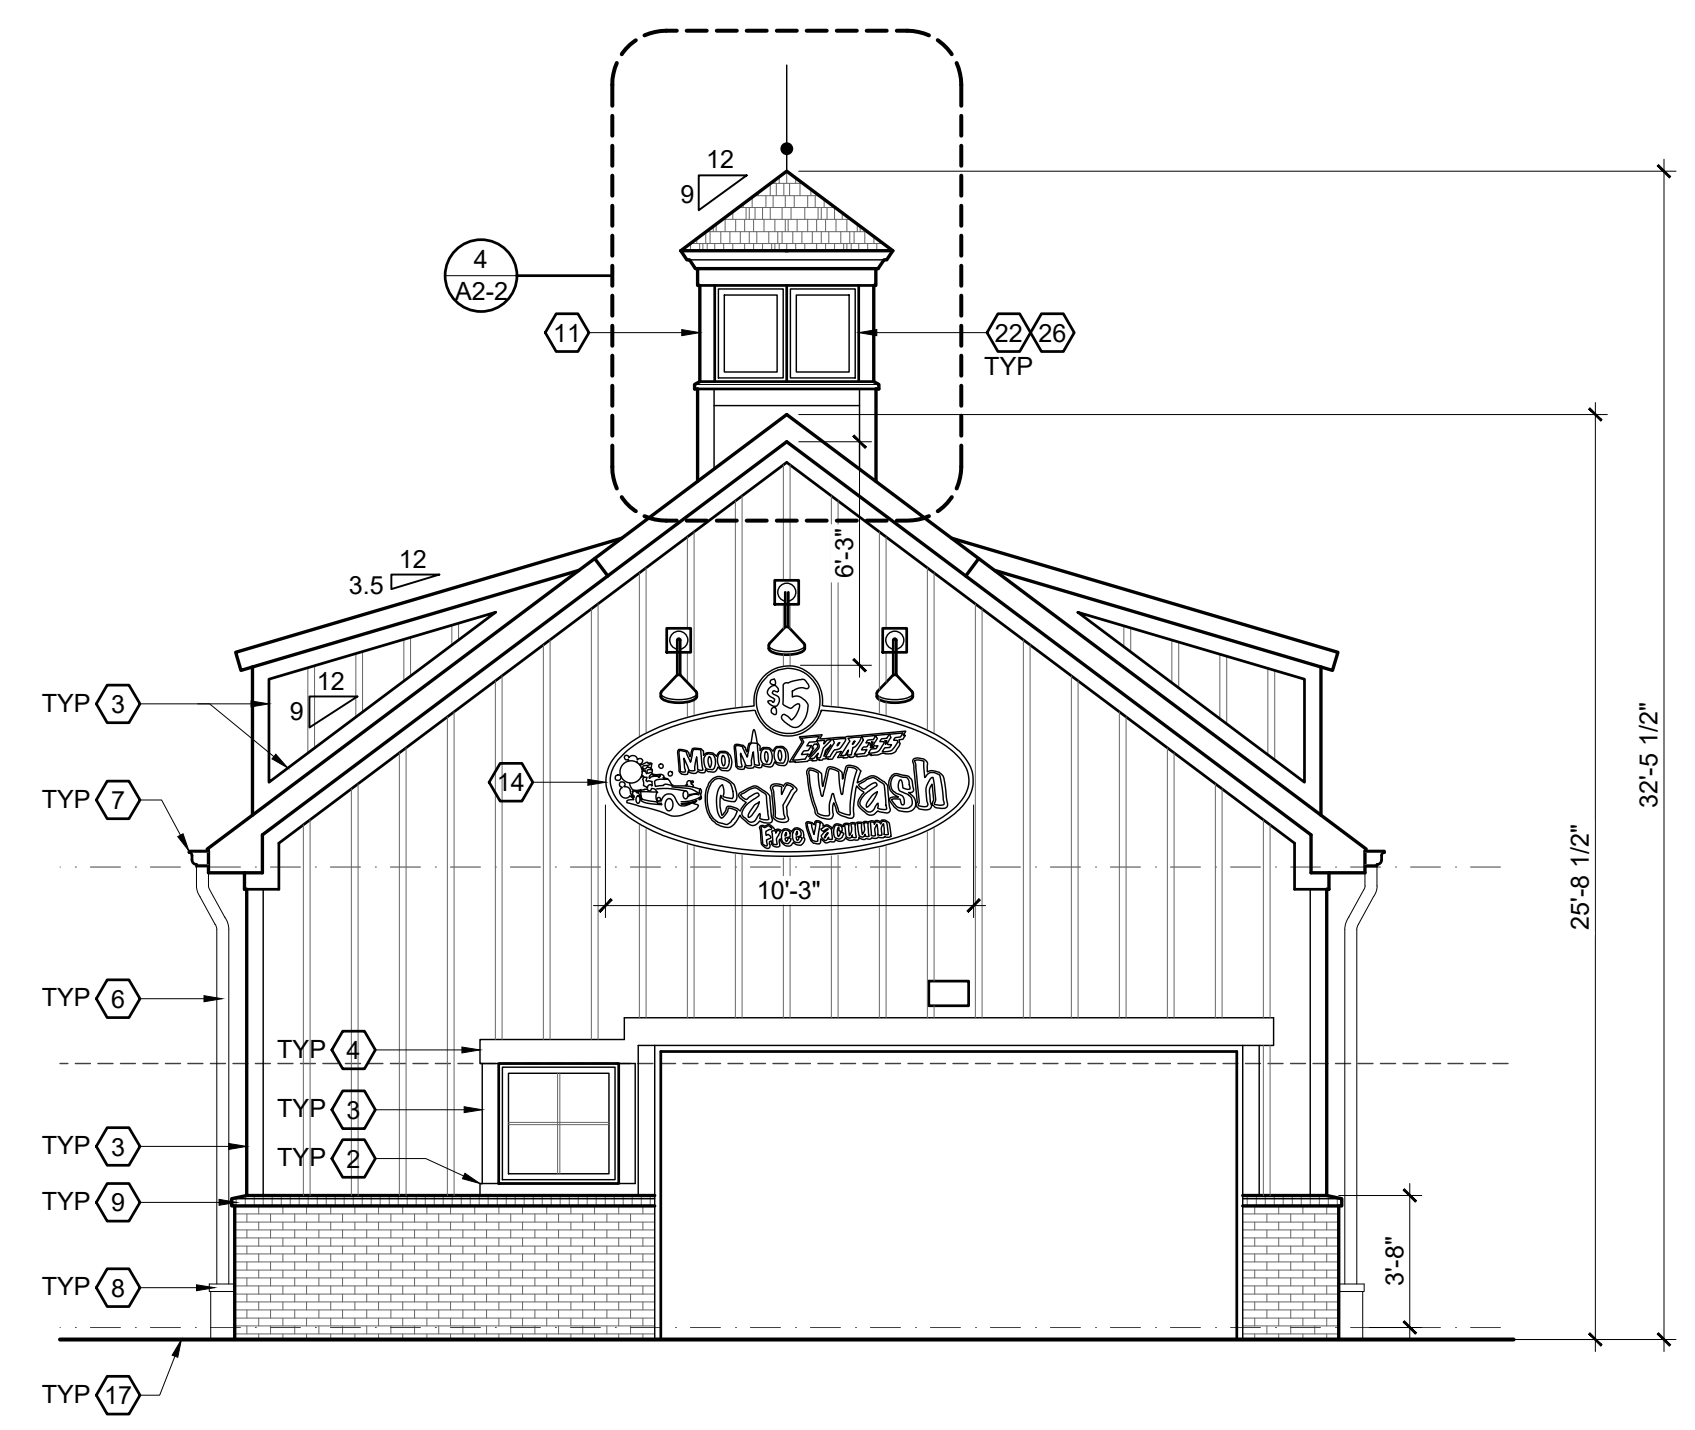 12
9
4
A2-2
11
22 26
TYP
12
3.5
6'-3"
12
9
TYP 3
$5
Moo Moo EXPRESS
Car Wash
Free Vacuum
14
TYP 7
10'-3"
32'-5 1/2"
25'-8 1/2"
TYP 6
TYP 4
TYP 3
TYP 3
TYP 2
TYP 9
3'-8"
TYP 8
TYP 17